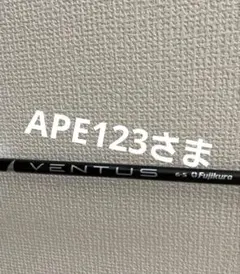 APE123さま
VENTUS 6-S Fujikura